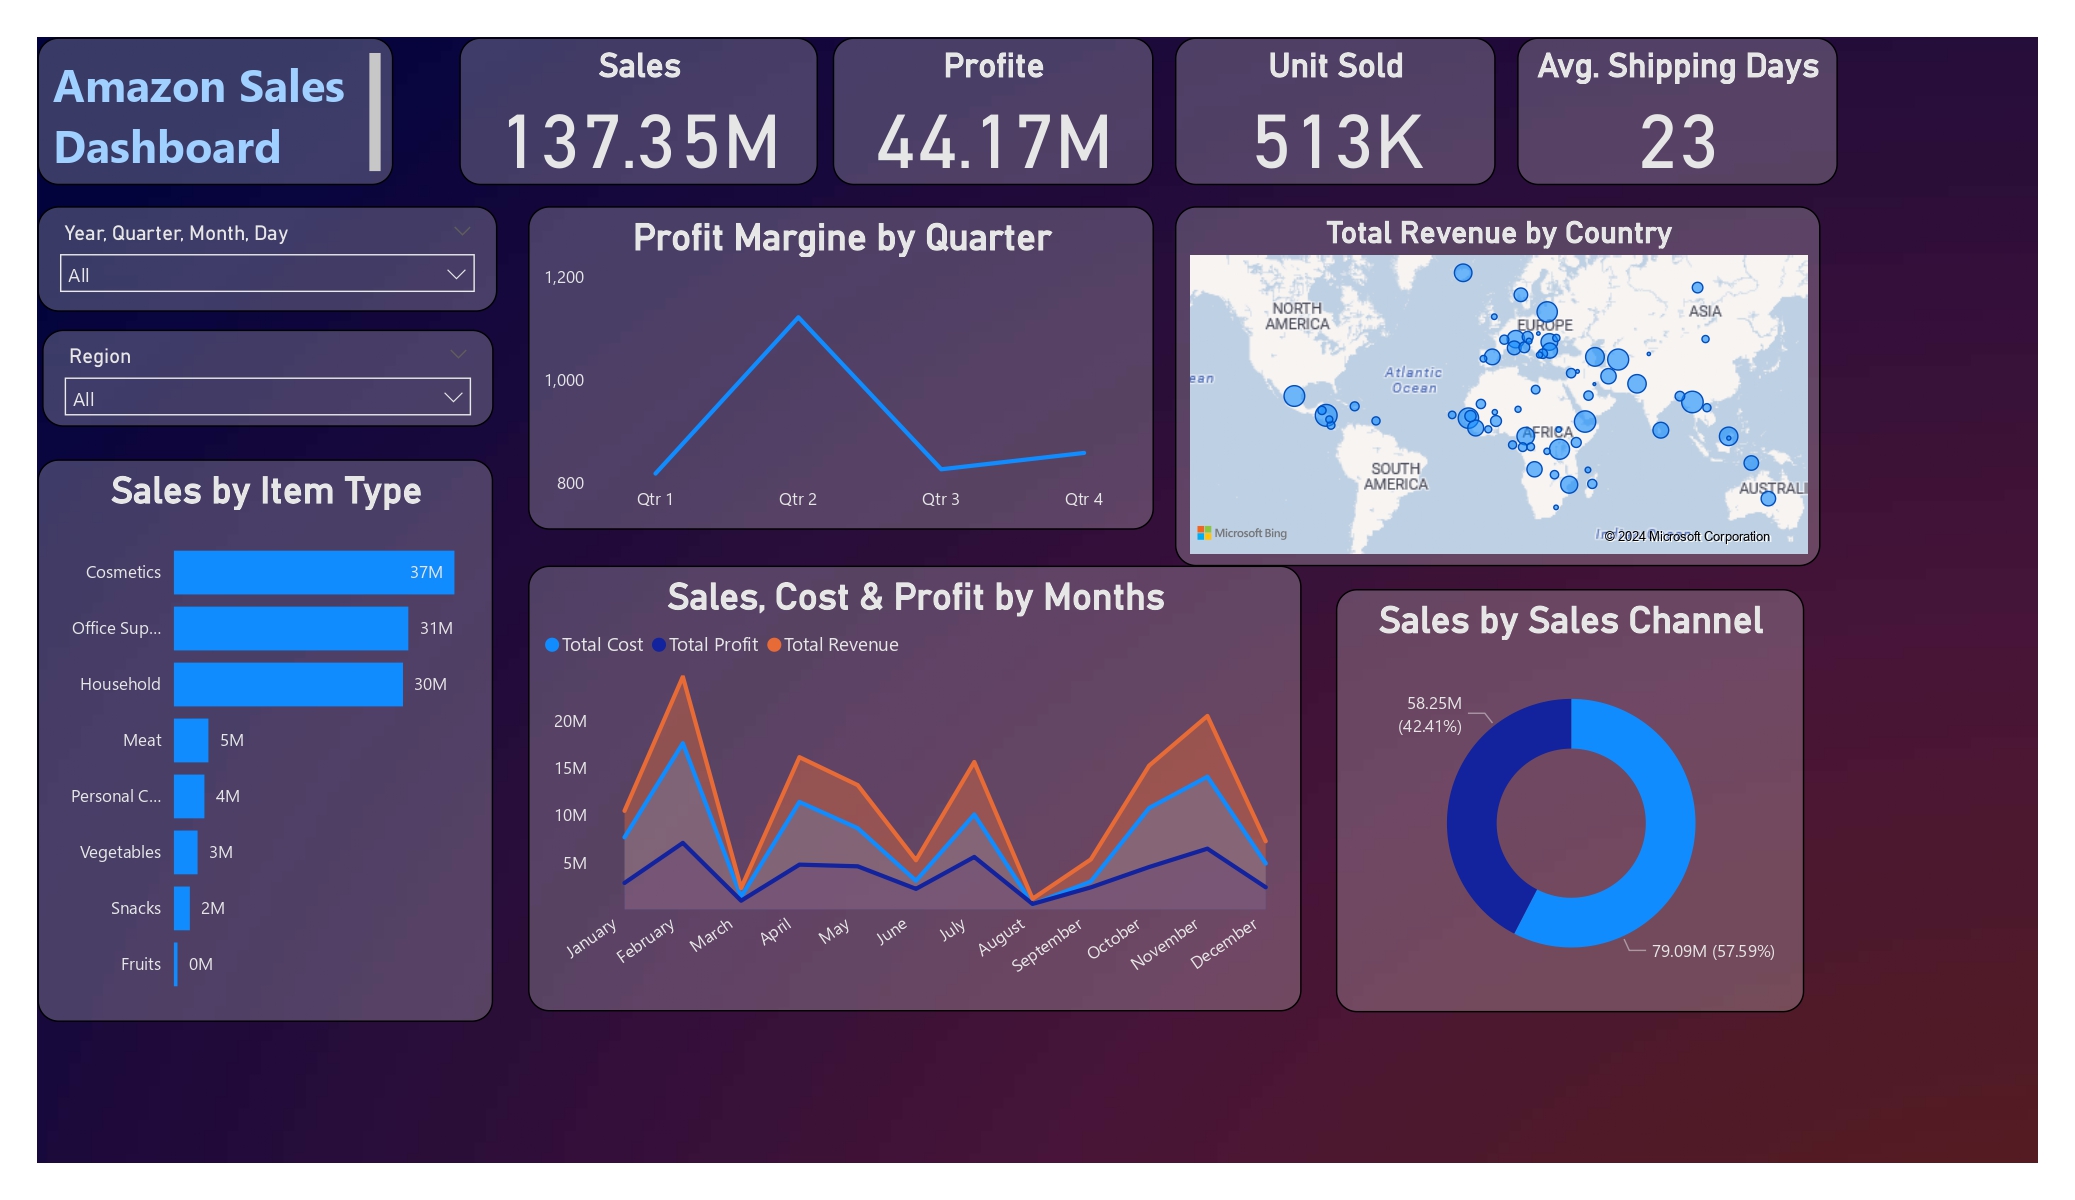 Amazon Sales
Dashboard
Sales
137.35M
Profite
44.17M
Unit Sold
513K
Avg. Shipping Days
23
Year, Quarter, Month, Day
All
Region
All
Sales by Item Type
Cosmetics
37M
Office Sup...
31M
Household
30M
Meat
5M
Personal C...
4M
Vegetables
3M
Snacks
2M
Fruits
0M
Profit Margine by Quarter
1,200
1,000
800
Qtr 1
Qtr 2
Qtr 3
Qtr 4
Total Revenue by Country
NORTH
AMERICA
EUROPE
ASIA
ean
Atlantic
Ocean
AFRICA
SOUTH
AMERICA
AUSTRALI
Microsoft Bing
© 2024 Microsoft Corporation
Sales, Cost & Profit by Months
Total Cost
Total Profit
Total Revenue
20M
15M
10M
5M
January
February
March
April
May
June
July
August
September
October
November
December
Sales by Sales Channel
58.25M
(42.41%)
79.09M (57.59%)